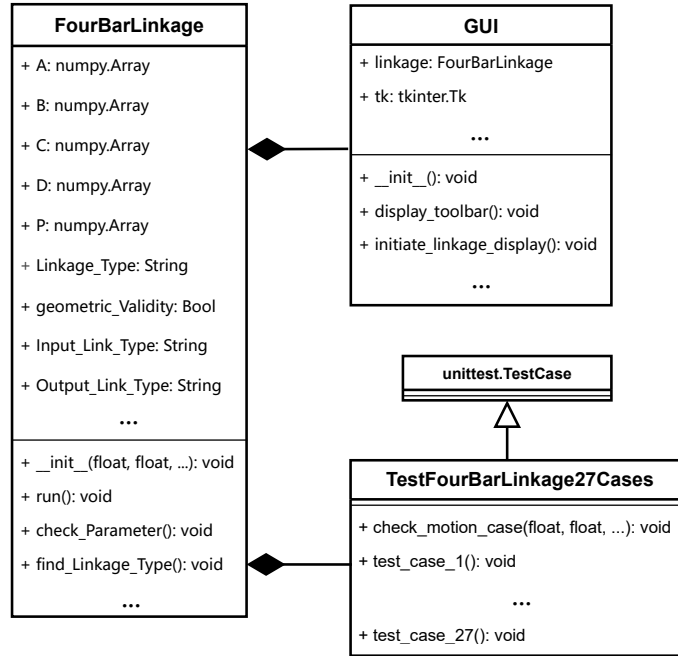 FourBarLinkage
+ A: numpy.Array
+ B: numpy.Array
+ C: numpy.Array
+ D: numpy.Array
+ P: numpy.Array
+ Linkage_Type: String
+ geometric_Validity: Bool
+ Input_Link_Type: String
+ Output_Link_Type: String
...
+ __init__(float, float, ...): void
+ run(): void
+ check_Parameter(): void
+ find_Linkage_Type(): void
...
GUI
+ linkage: FourBarLinkage
+ tk: tkinter.Tk
...
+ __init__(): void
+ display_toolbar(): void
+ initiate_linkage_display(): void
...
unittest.TestCase
TestFourBarLinkage27Cases
+ check_motion_case(float, float, ...): void
+ test_case_1(): void
...
+ test_case_27(): void